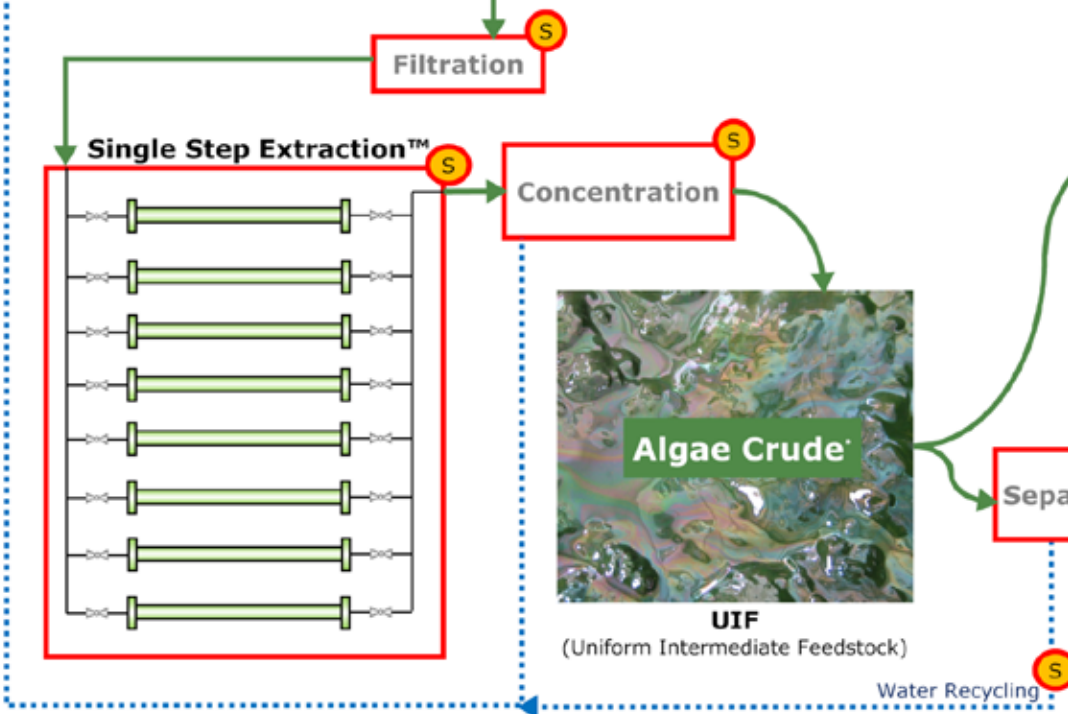 S
Filtration
Single Step Extraction™
S
S
Concentration
Algae Crude*
UIF
(Uniform Intermediate Feedstock)
Sepa
S
Water Recycling